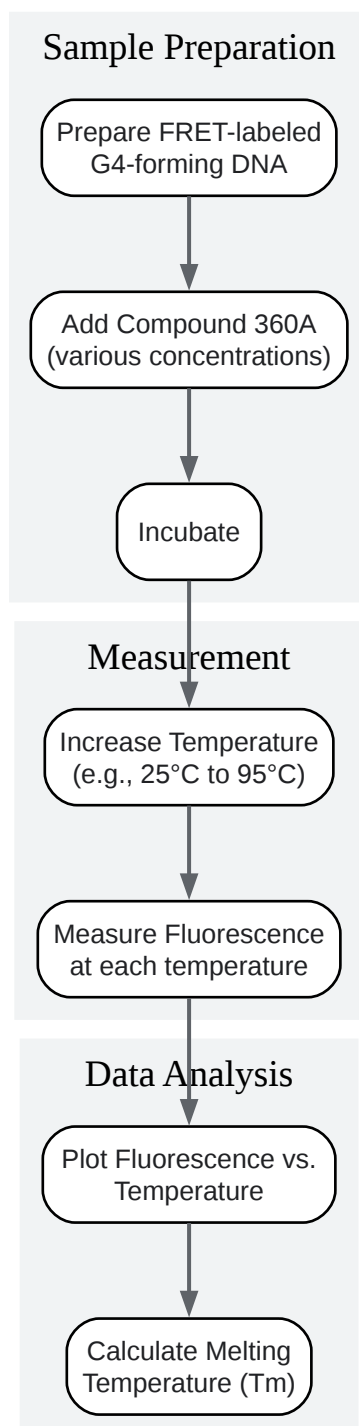 Sample Preparation
Prepare FRET-labeled
G4-forming DNA
Add Compound 360A
(various concentrations)
Incubate
Measurement
Increase Temperature
(e.g., 25°C to 95°C)
Measure Fluorescence
at each temperature
Data Analysis
Plot Fluorescence vs.
Temperature
Calculate Melting
Temperature (Tm)